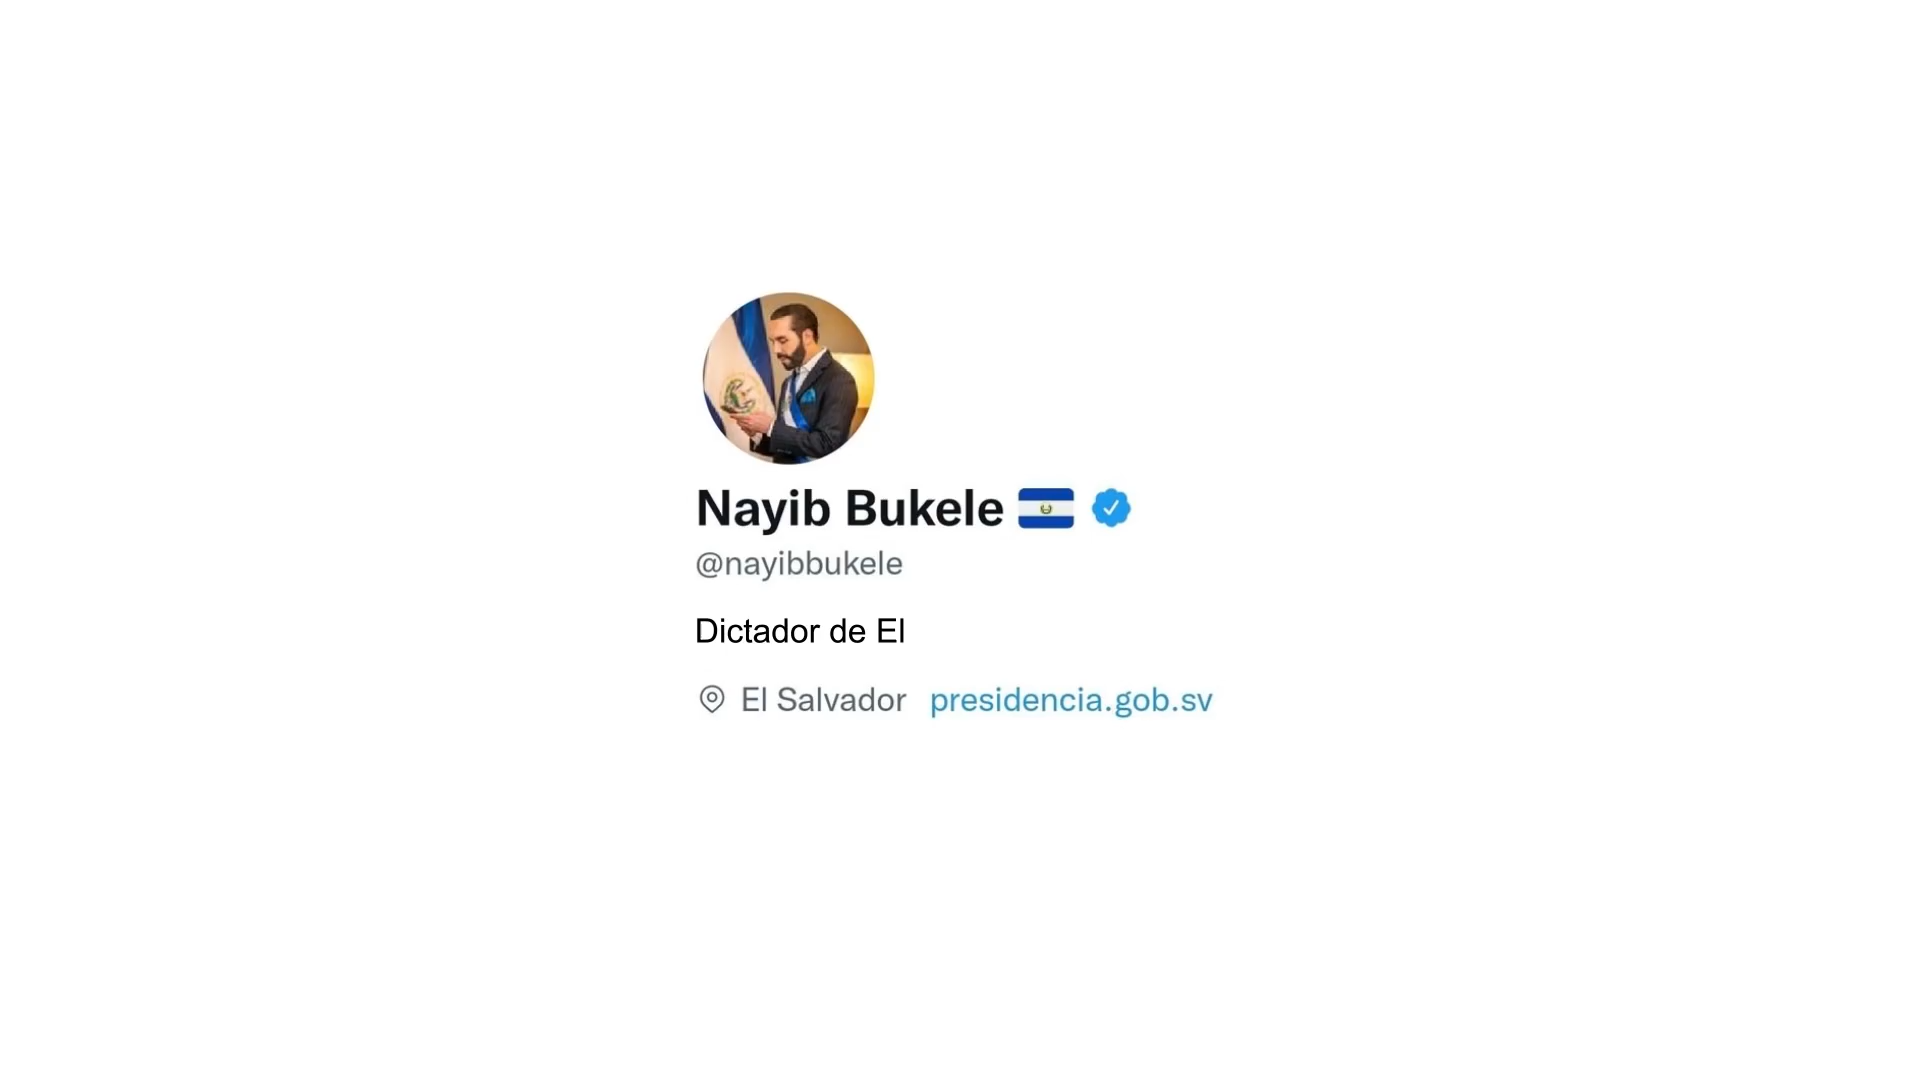 Nayib Bukele
@nayibbukele
Dictador de El
El Salvador presidencia.gob.sv